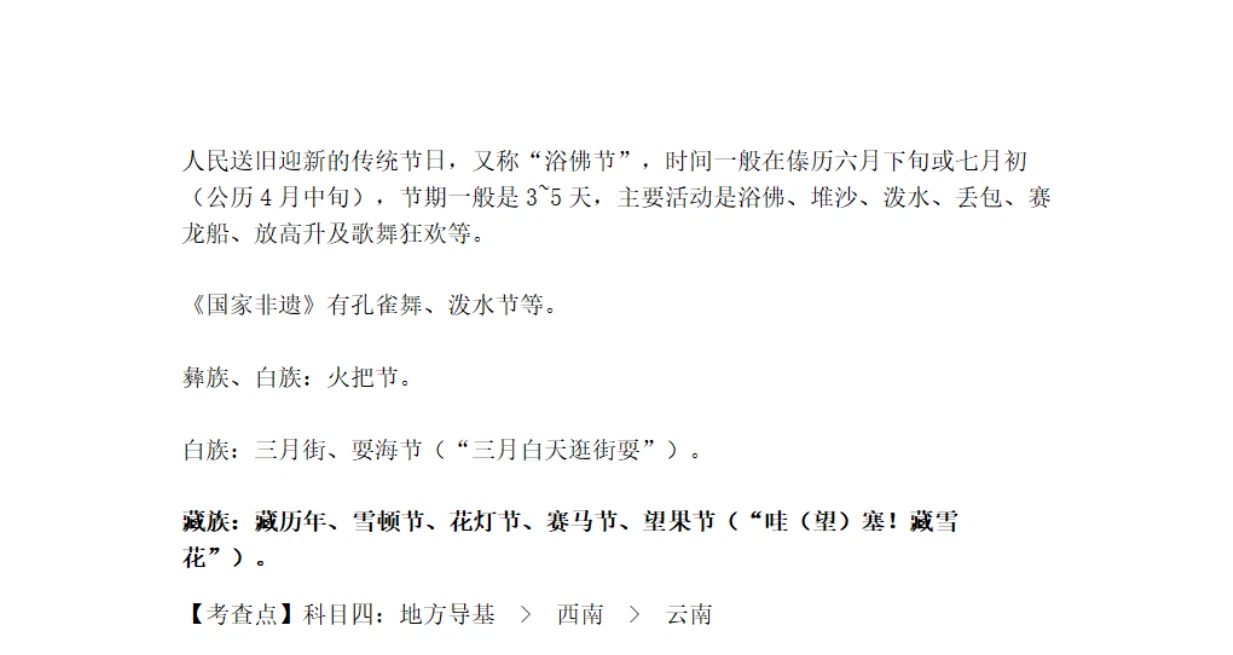 人民送旧迎新的传统节日，又称“浴佛节”，时间一般在傣历六月下旬或七月初
（公历 4 月中旬），节期一般是 3~5 天，主要活动是浴佛、堆沙、泼水、丢包、赛
龙船、放高升及歌舞狂欢等。
《国家非遗》有孔雀舞、泼水节等。
彝族、白族：火把节。
白族：三月街、耍海节（“三月白天逛街耍”）。
藏族：藏历年、雪顿节、花灯节、赛马节、望果节（“哇（望）塞！藏雪
花”）。
【考查点】科目四：地方导基 > 西南 > 云南